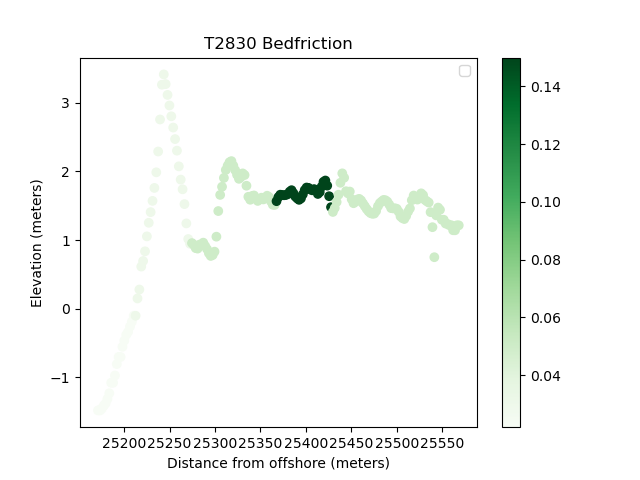 T2830 Bedfriction
3
2
1
0
−1
Elevation (meters)
25200 25250 25300 25350 25400 25450 25500 25550
Distance from offshore (meters)
0.14
0.12
0.10
0.08
0.06
0.04